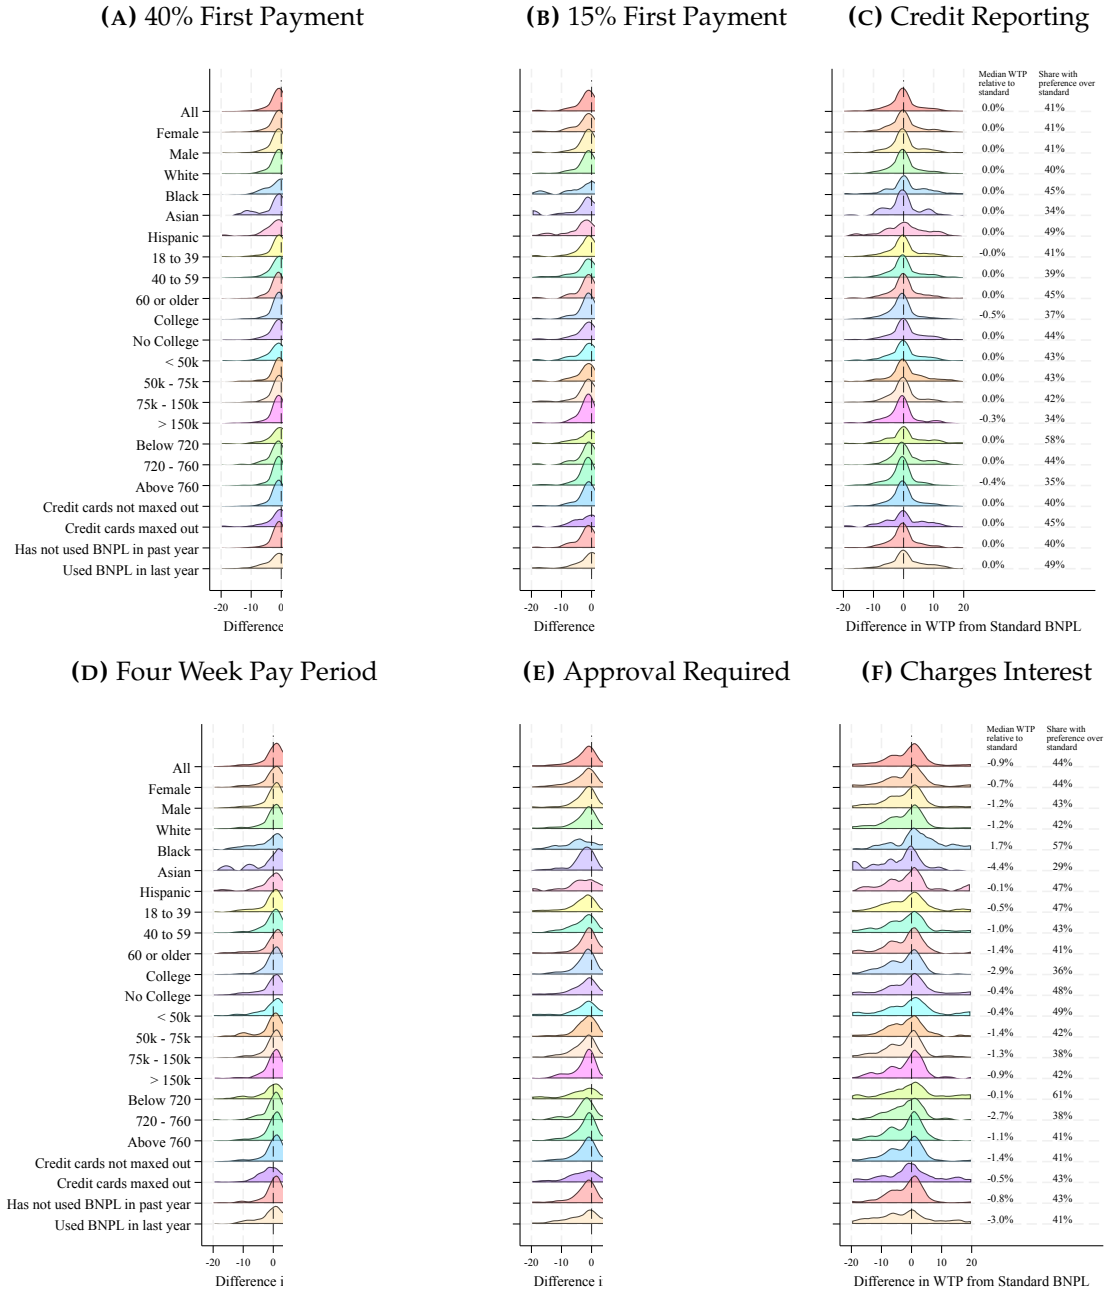 (A) 40% First Payment
(B) 15% First Payment
(C) Credit Reporting
Median WTP relative to standard
Share with preference over standard
All 0.0% 41%
Female 0.0% 41%
Male 0.0% 41%
White 0.0% 40%
Black 0.0% 45%
Asian 0.0% 34%
Hispanic 0.0% 49%
18 to 39 -0.0% 41%
40 to 59 0.0% 39%
60 or older 0.0% 45%
College -0.5% 37%
No College 0.0% 44%
< 50k 0.0% 43%
50k - 75k 0.0% 43%
75k - 150k 0.0% 42%
> 150k -0.3% 34%
Below 720 0.0% 58%
720 - 760 0.0% 44%
Above 760 -0.4% 35%
Credit cards not maxed out 0.0% 40%
Credit cards maxed out 0.0% 45%
Has not used BNPL in past year 0.0% 40%
Used BNPL in last year 0.0% 49%
-20 -10 0 -20 -10 0 -20 -10 0 10 20
Difference Difference Difference in WTP from Standard BNPL
(D) Four Week Pay Period
(E) Approval Required
(F) Charges Interest
Median WTP relative to standard
Share with preference over standard
All -0.9% 44%
Female -0.7% 44%
Male -1.2% 43%
White -1.2% 42%
Black 1.7% 57%
Asian -4.4% 29%
Hispanic -0.1% 47%
18 to 39 -0.5% 47%
40 to 59 -1.0% 43%
60 or older -1.4% 41%
College -2.9% 36%
No College -0.4% 48%
< 50k -0.4% 49%
50k - 75k -1.4% 42%
75k - 150k -1.3% 38%
> 150k -0.9% 42%
Below 720 -0.1% 61%
720 - 760 -2.7% 38%
Above 760 -1.1% 41%
Credit cards not maxed out -1.4% 41%
Credit cards maxed out -0.5% 43%
Has not used BNPL in past year -0.8% 43%
Used BNPL in last year -3.0% 41%
-20 -10 0 -20 -10 0 -20 -10 0 10 20
Difference i Difference i Difference in WTP from Standard BNPL